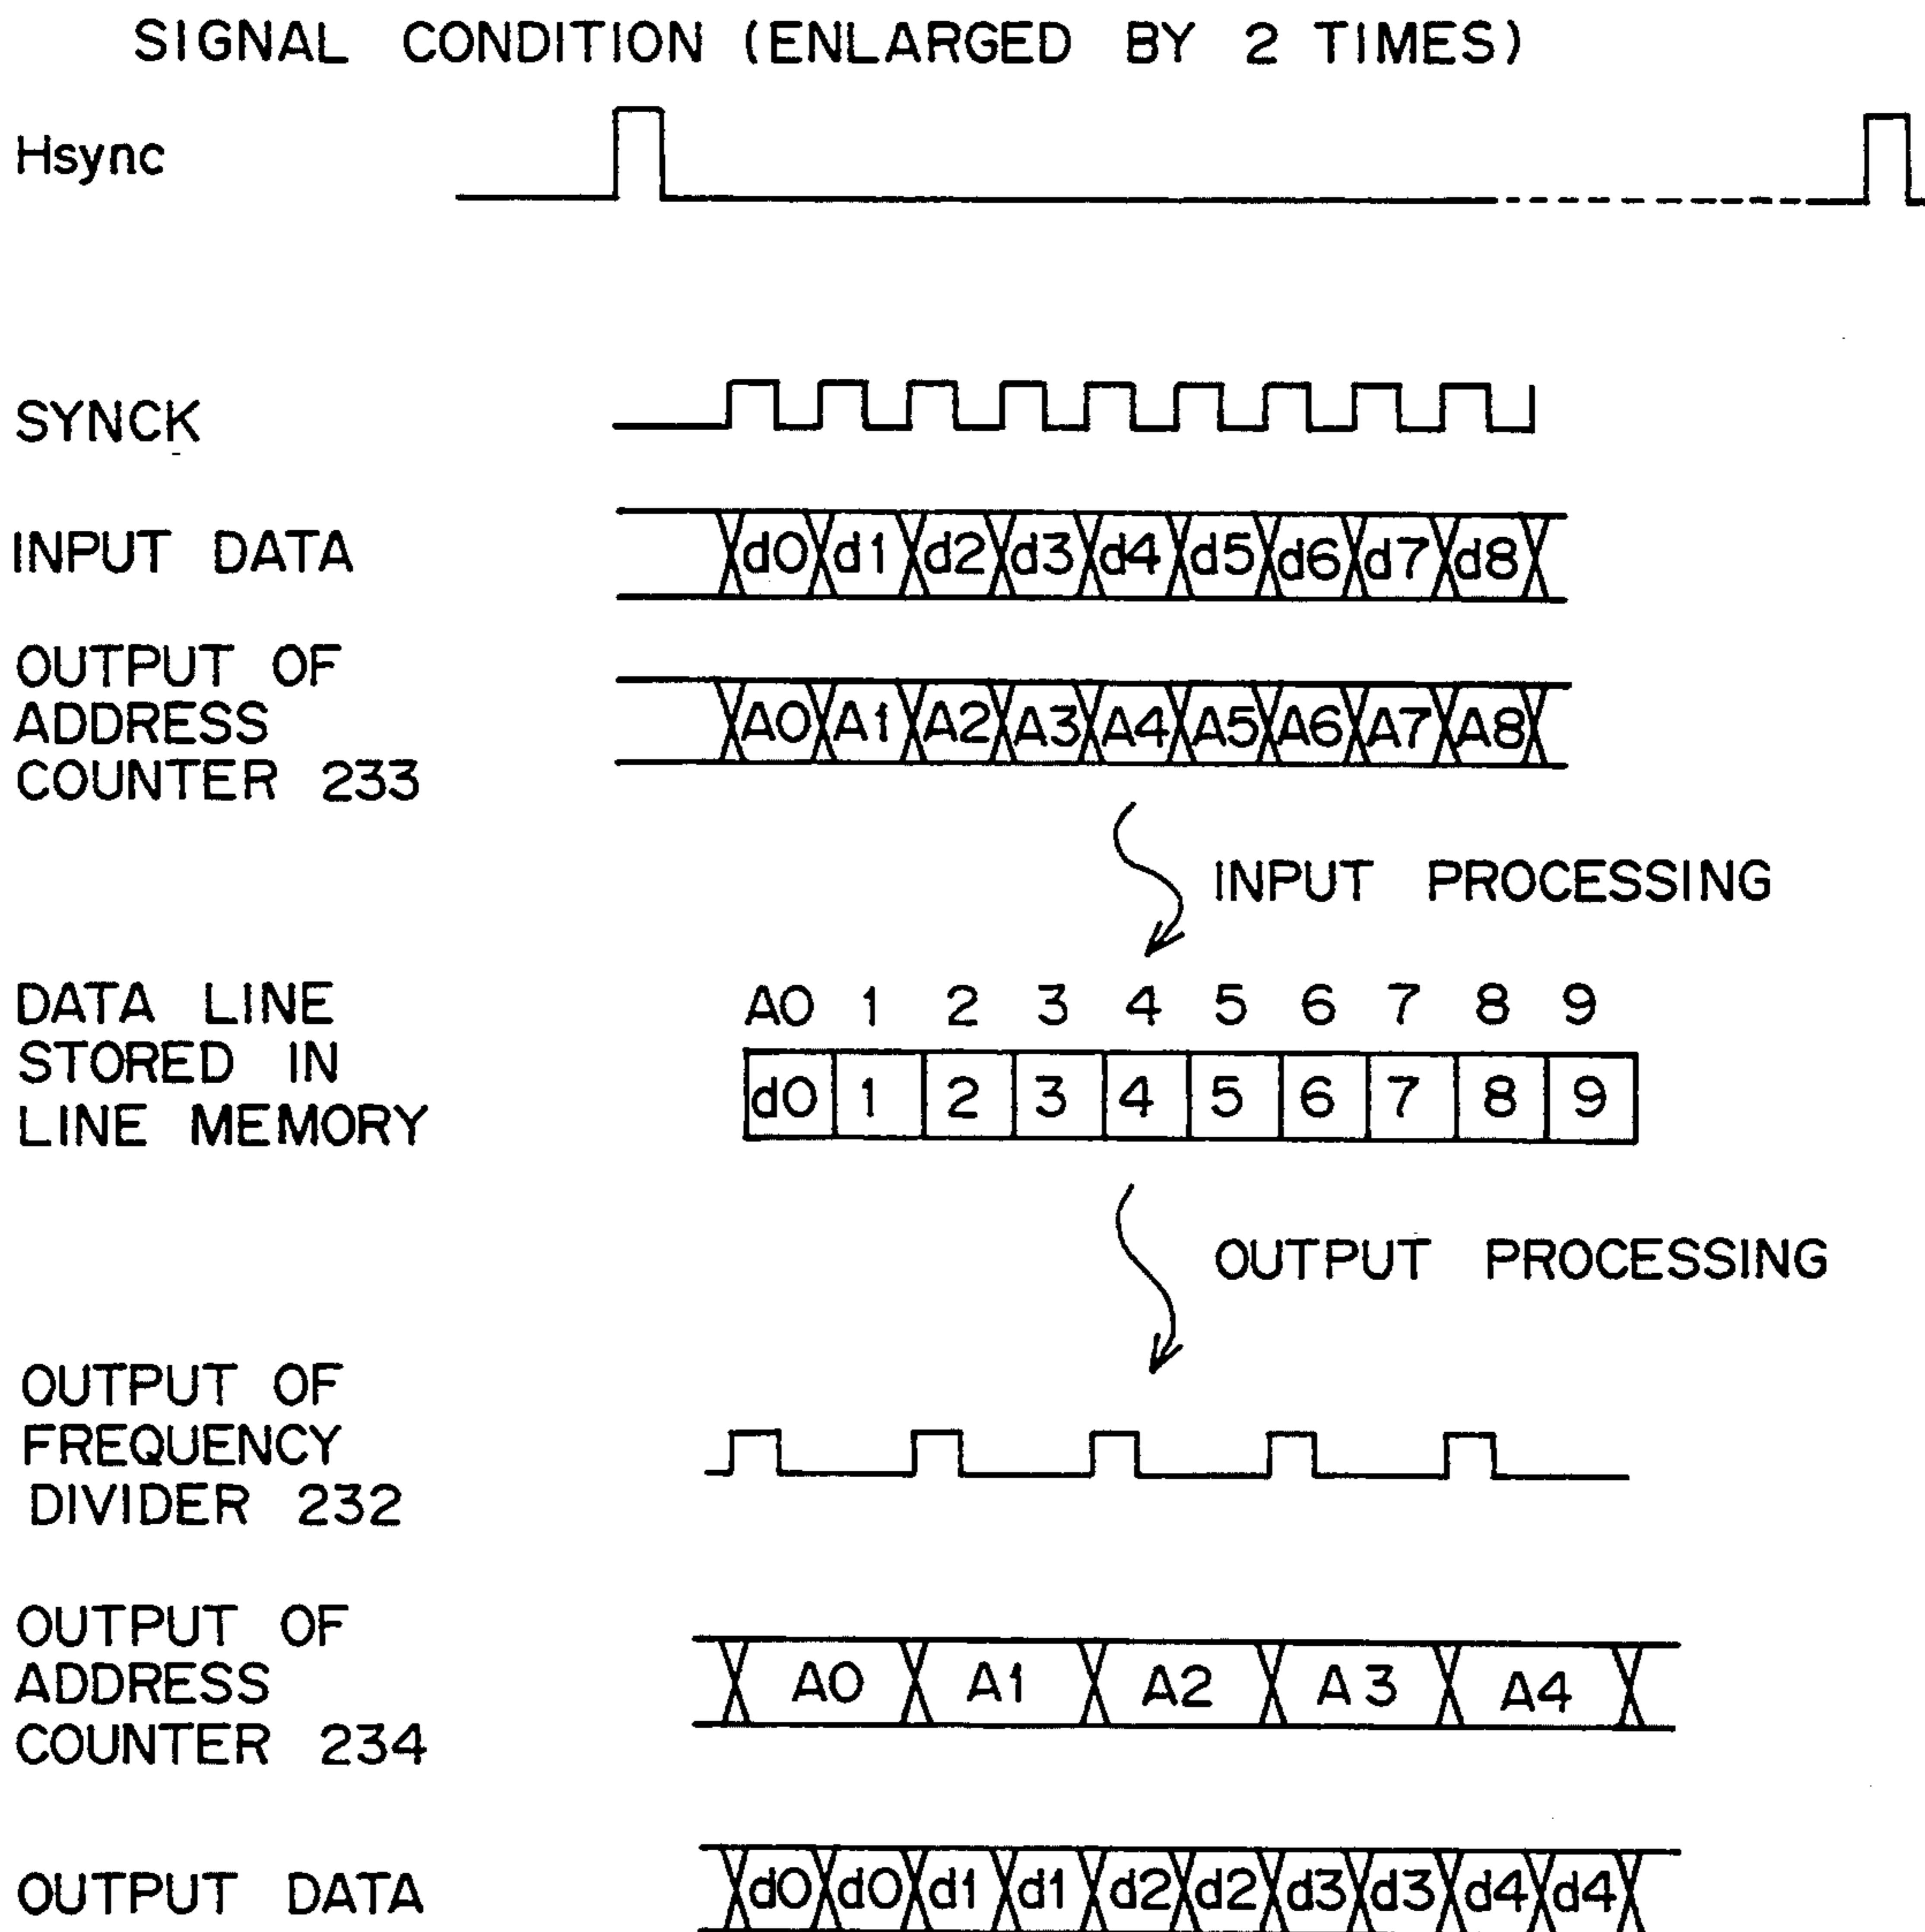 SIGNAL CONDITION (ENLARGED BY 2 TIMES)
Hsync
SYNCK
INPUT DATA
d0 d1 d2 d3 d4 d5 d6 d7 d8
OUTPUT OF
ADDRESS
COUNTER 233
A0 A1 A2 A3 A4 A5 A6 A7 A8
INPUT PROCESSING
DATA LINE
STORED IN
LINE MEMORY
A0 1 2 3 4 5 6 7 8 9
d0 1 2 3 4 5 6 7 8 9
OUTPUT PROCESSING
OUTPUT OF
FREQUENCY
DIVIDER 232
OUTPUT OF
ADDRESS
COUNTER 234
A0 A1 A2 A3 A4
OUTPUT DATA
d0 d0 d1 d1 d2 d2 d3 d3 d4 d4